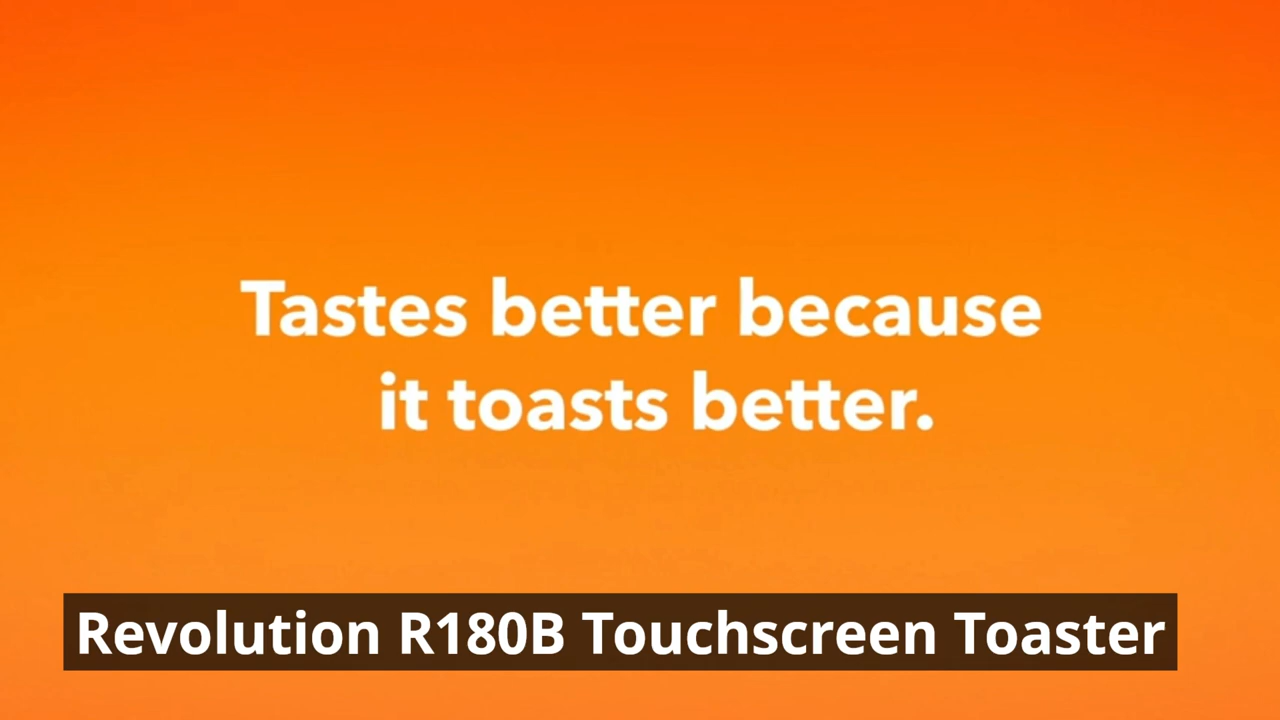 Tastes better because
it toasts better.
Revolution R180B Touchscreen Toaster